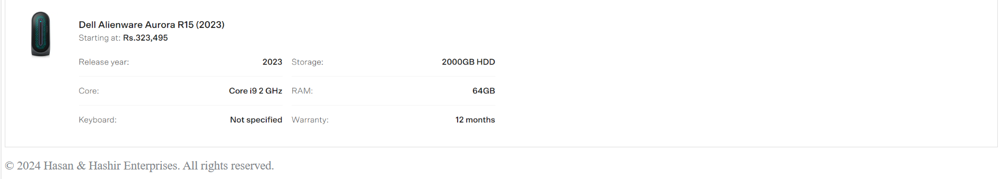 Dell Alienware Aurora R15 (2023)
Starting at: Rs.323,495
Release year: 2023 Storage: 2000GB HDD
Core: Core i9 2 GHz RAM: 64GB
Keyboard: Not specified Warranty: 12 months
© 2024 Hasan & Hashir Enterprises. All rights reserved.